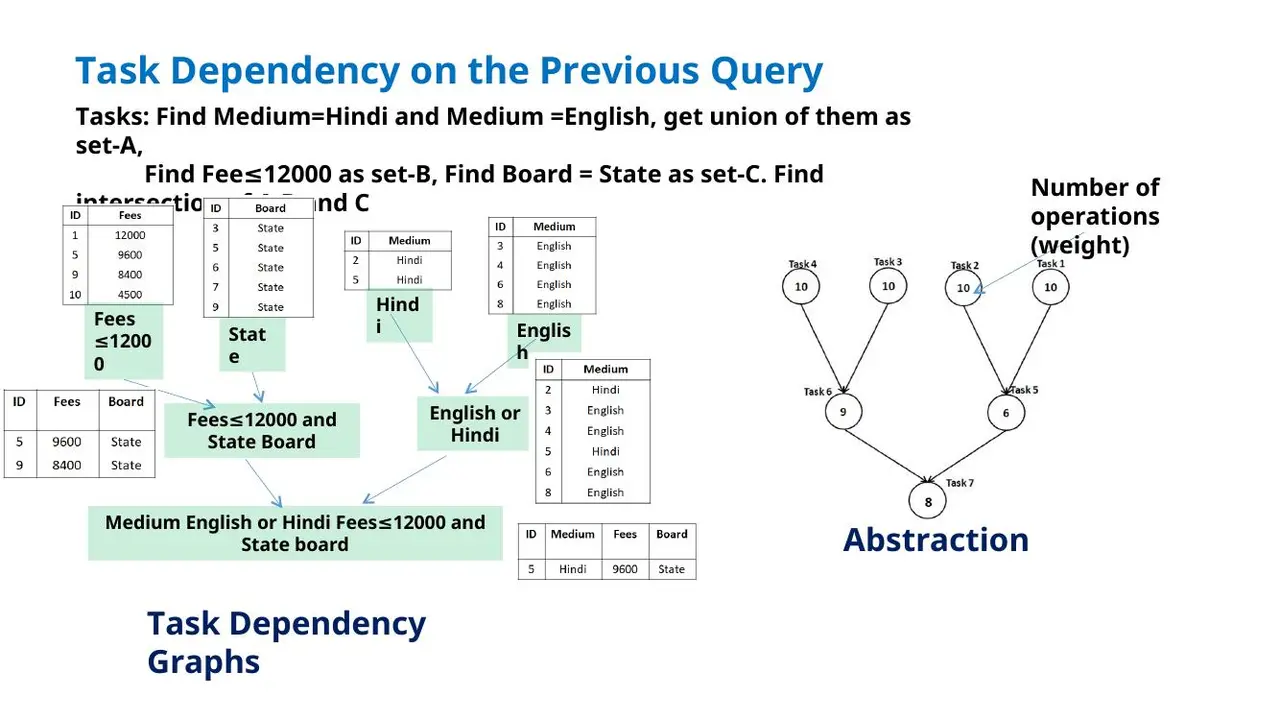 Task Dependency on the Previous Query
Tasks: Find Medium=Hindi and Medium =English, get union of them as
set-A,
Find Fee≤12000 as set-B, Find Board = State as set-C. Find
and C
ID Fees
1 12000
5 9600
9 8400
10 4500
Fees
≤1200
0
ID Board
3 State
5 State
6 State
7 State
9 State
Stat
e
ID Medium
2 Hindi
5 Hindi
Hind
i
ID Medium
3 English
4 English
6 English
8 English
Englis
h
ID Fees Board
5 9600 State
9 8400 State
Fees≤12000 and
State Board
English or
Hindi
ID Medium
2 Hindi
3 English
4 English
5 Hindi
6 English
8 English
Medium English or Hindi Fees≤12000 and
State board
ID Medium Fees Board
5 Hindi 9600 State
Task Dependency
Graphs
Number of
operations
(weight)
Task 4 Task 3 Task 2 Task 1
10 10 10 10
Task 6 Task 5
9 6
Task 7
8
Abstraction